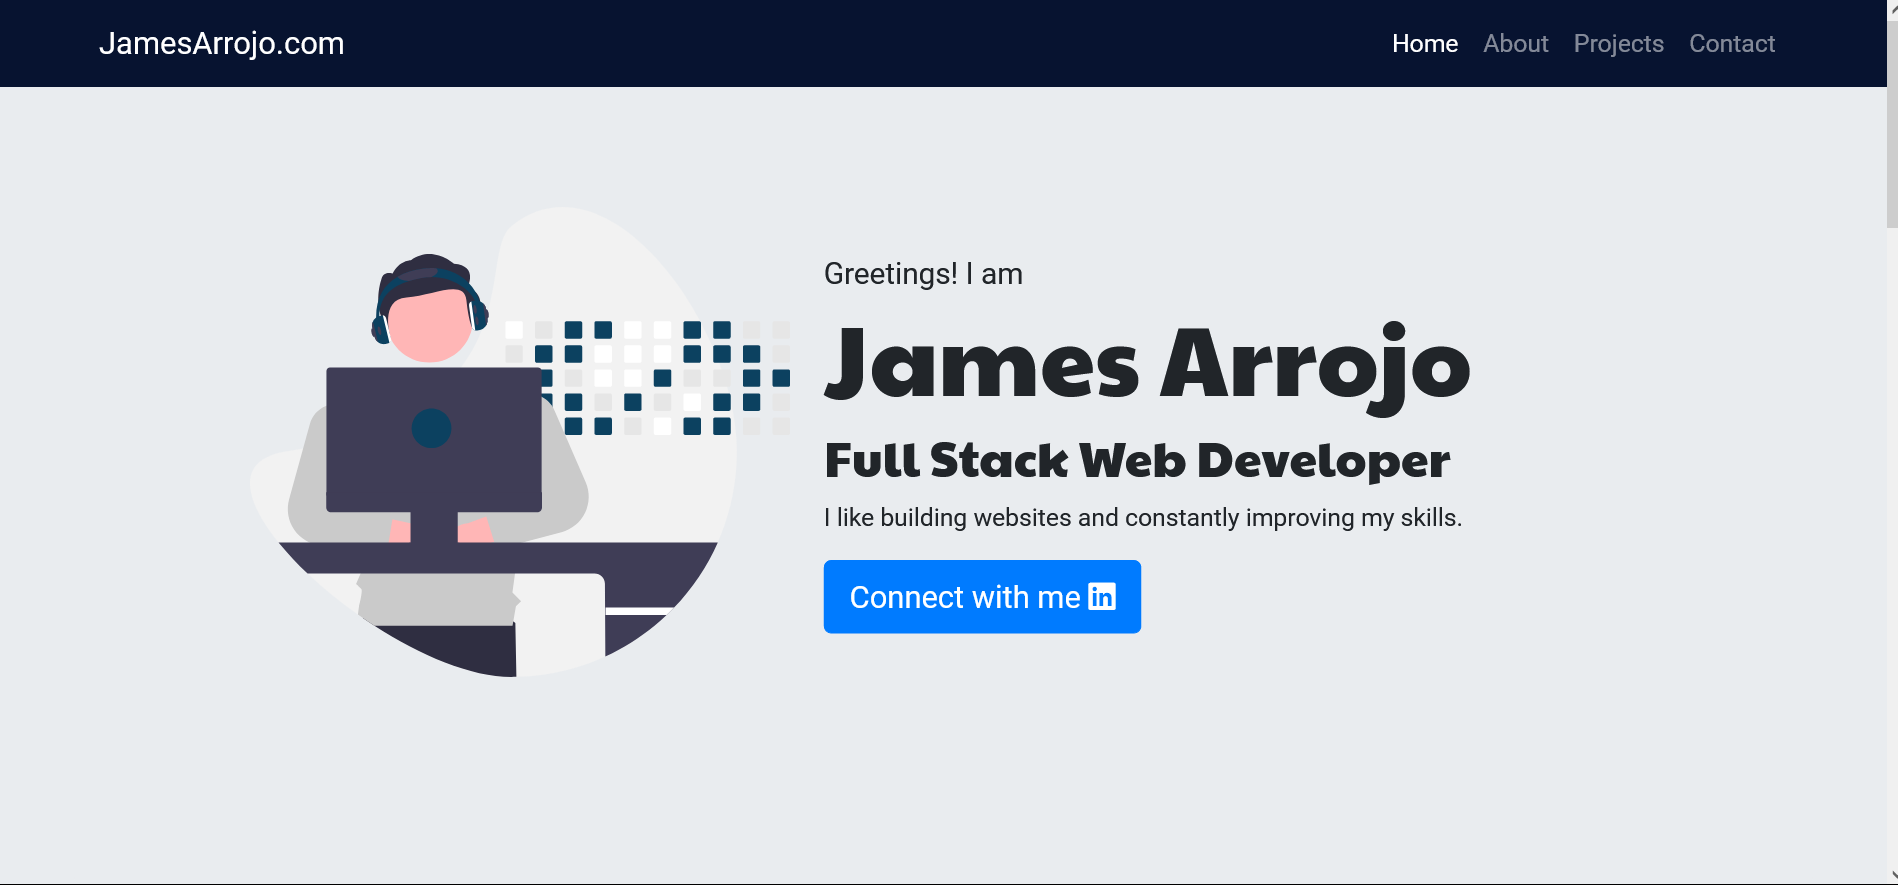 JamesArrojo.com
Home About Projects Contact
Greetings! I am
James Arrojo
Full Stack Web Developer
I like building websites and constantly improving my skills.
Connect with me in